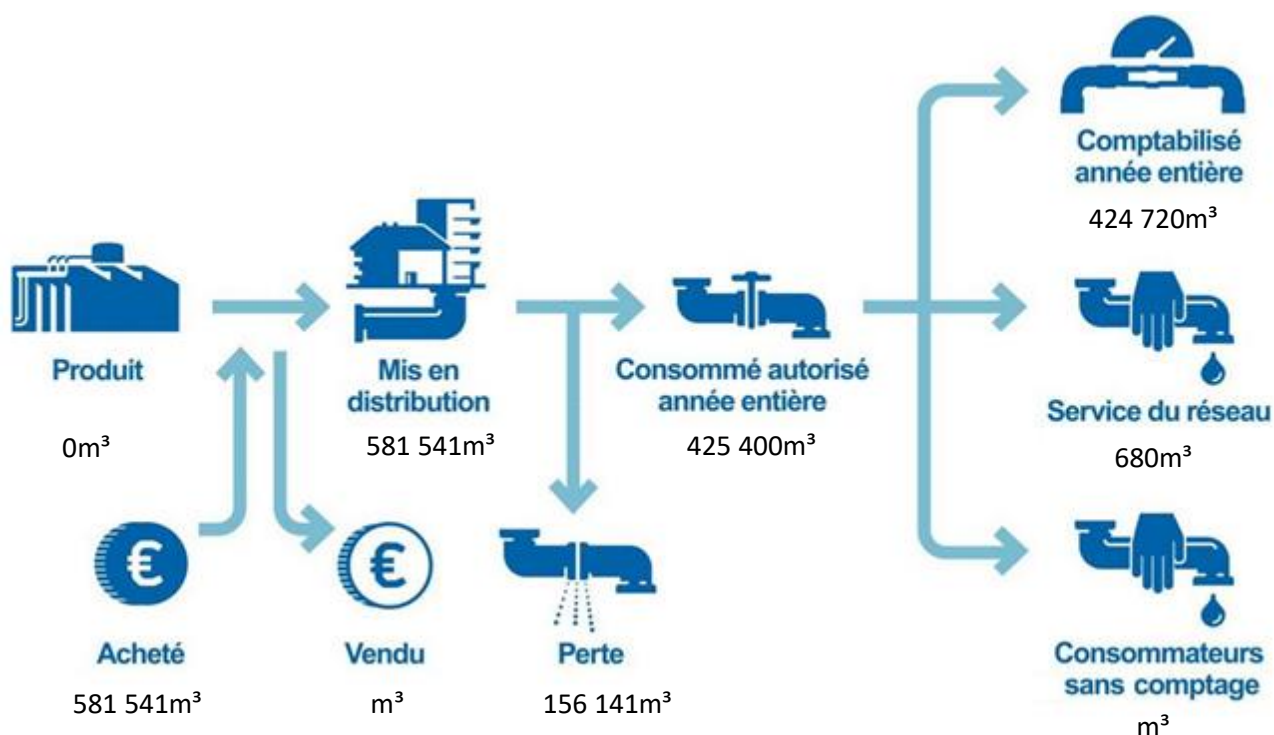 Comptabilisé
année entière
424 720m³
Produit
0m³
Mis en
distribution
581 541m³
Consommé autorisé
année entière
425 400m³
Service du réseau
680m³
€
Acheté
581 541m³
€
Vendu
m³
Perte
156 141m³
Consommateurs
sans comptage
m³